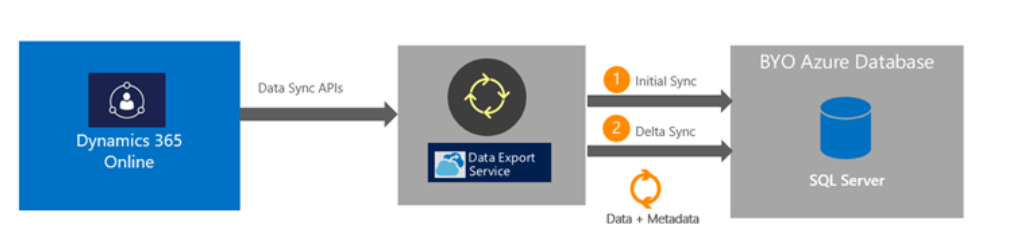 Dynamics 365
Online
Data Sync APIs
Data Export
Service
1
Initial Sync
2
Delta Sync
Data + Metadata
BYO Azure Database
SQL Server